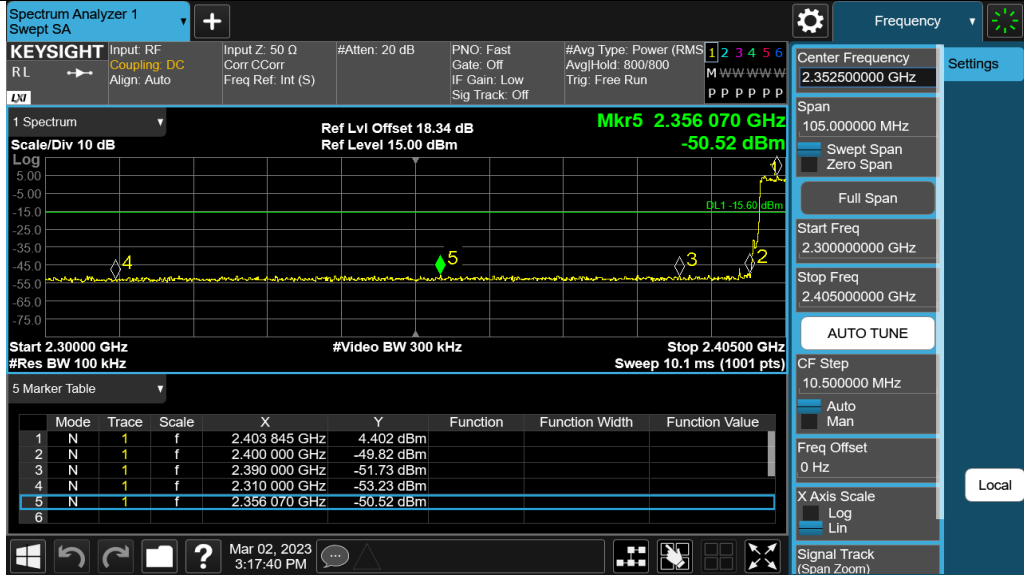 Spectrum Analyzer 1
Swept SA
Frequency
KEYSIGHT
R L
LXI
Input: RF
Coupling: DC
Align: Auto
Input Z: 50 Ω
Corr CCorr
Freq Ref: Int (S)
#Atten: 20 dB
PNO: Fast
Gate: Off
IF Gain: Low
Sig Track: Off
#Avg Type: Power (RMS
Avg|Hold: 800/800
Trig: Free Run
1 2 3 4 5 6
M W W W W W
P P P P P P
1 Spectrum
Scale/Div 10 dB
Ref Lvl Offset 18.34 dB
Ref Level 15.00 dBm
Mkr5 2.356 070 GHz
-50.52 dBm
Log
5.00
-5.00
-15.0
-25.0
-35.0
-45.0
-55.0
-65.0
-75.0
DL1 -15.60 dBm
1
4
5
3
2
Start 2.30000 GHz
#Video BW 300 kHz
Stop 2.40500 GHz
#Res BW 100 kHz
Sweep 10.1 ms (1001 pts)
5 Marker Table
Mode Trace Scale X Y Function Function Width Function Value
1 N 1 f 2.403 845 GHz 4.402 dBm
2 N 1 f 2.400 000 GHz -49.82 dBm
3 N 1 f 2.390 000 GHz -51.73 dBm
4 N 1 f 2.310 000 GHz -53.23 dBm
5 N 1 f 2.356 070 GHz -50.52 dBm
6
Mar 02, 2023
3:17:40 PM
Center Frequency
2.352500000 GHz
Settings
Span
105.000000 MHz
Swept Span
Zero Span
Full Span
Start Freq
2.300000000 GHz
Stop Freq
2.405000000 GHz
AUTO TUNE
CF Step
10.500000 MHz
Auto
Man
Freq Offset
0 Hz
Local
X Axis Scale
Log
Lin
Signal Track
(Span Zoom)